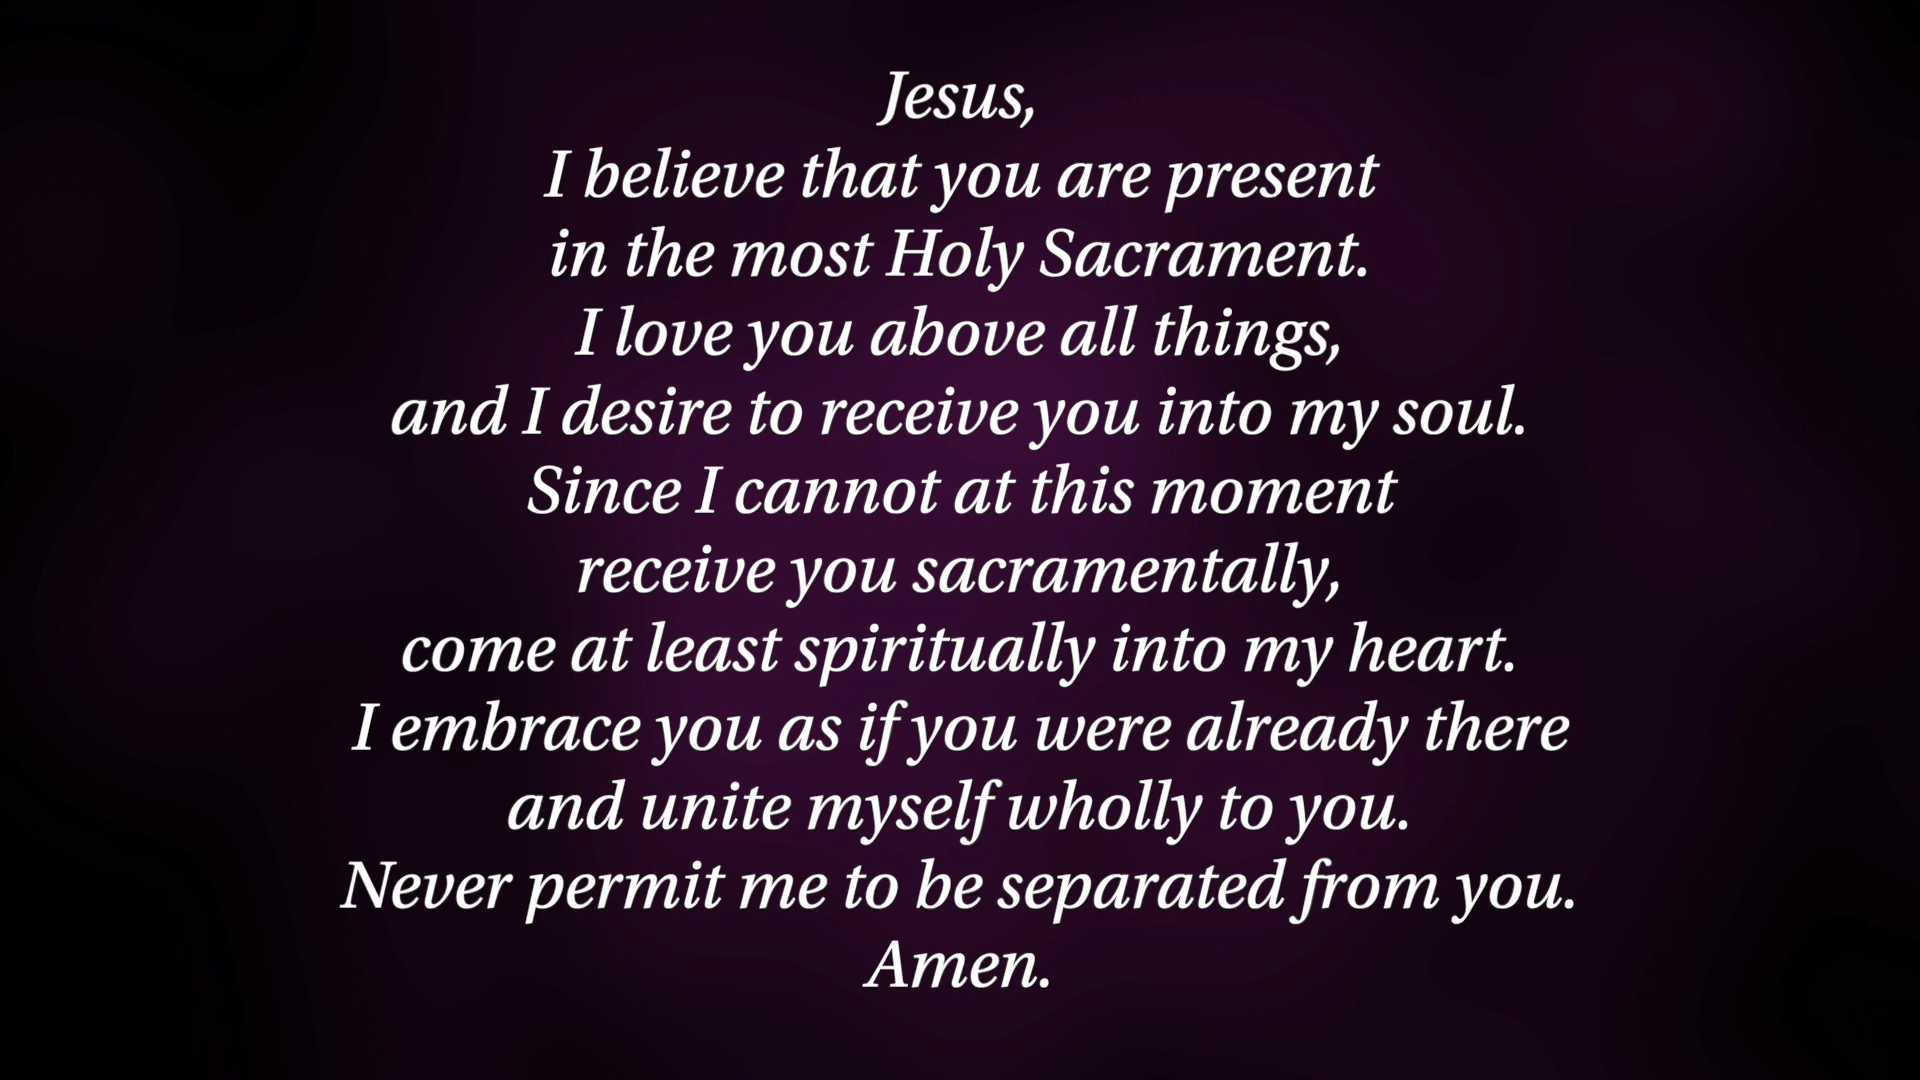 Jesus,
I believe that you are present
in the most Holy Sacrament.
I love you above all things,
and I desire to receive you into my soul.
Since I cannot at this moment
receive you sacramentally,
come at least spiritually into my heart.
I embrace you as if you were already there
and unite myself wholly to you.
Never permit me to be separated from you.
Amen.